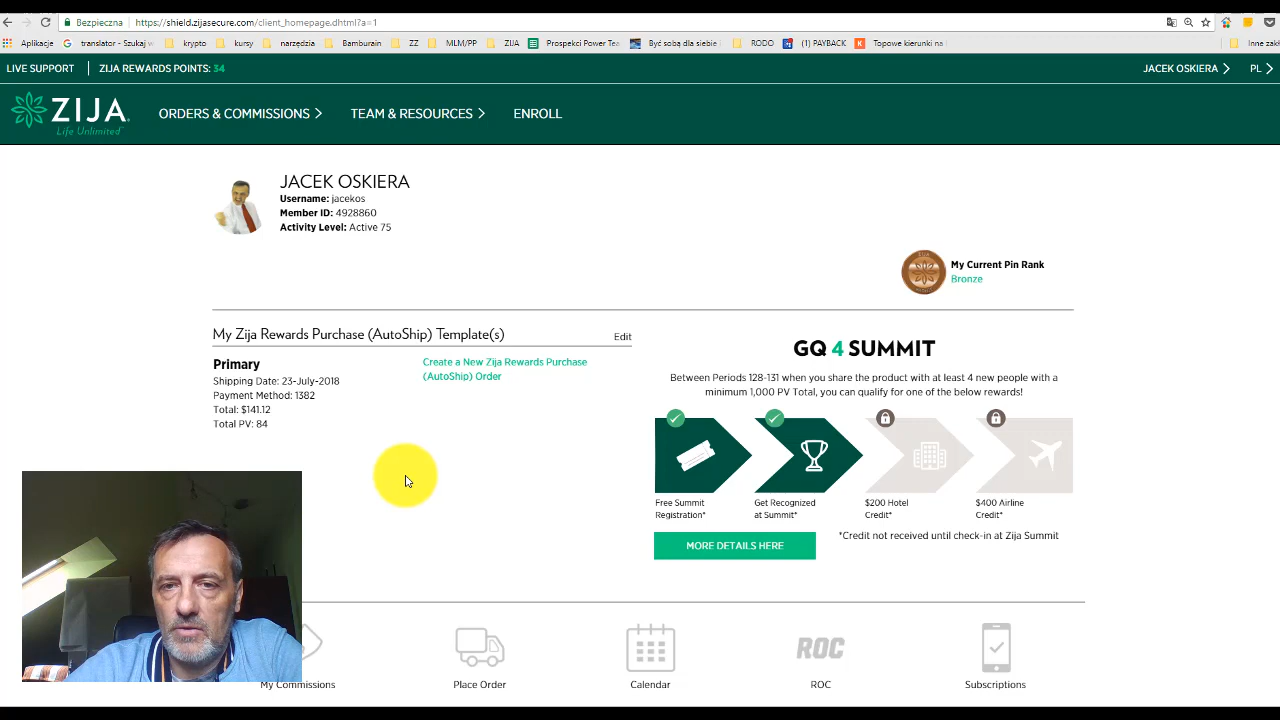 Bezpieczna
https://shield.zijasecure.com/client_homepage.dhtml?a=1
Aplikacje
translator - Szukaj w
krypto
kursy
narzędzia
Bamburain
ZZ
MLM/PP
ZIJA
Prospekci Power Tea
Być sobą dla siebie i
RODO
(1) PAYBACK
Topowe kierunki na l
Inne zak
LIVE SUPPORT
ZIJA REWARDS POINTS: 34
JACEK OSKIERA
PL
ZIJA
Life Unlimited™
ORDERS & COMMISSIONS
TEAM & RESOURCES
ENROLL
JACEK OSKIERA
Username: jacekos
Member ID: 4928860
Activity Level: Active 75
My Current Pin Rank
Bronze
My Zija Rewards Purchase (AutoShip) Template(s)
Edit
Primary
Shipping Date: 23-July-2018
Payment Method: 1382
Total: $141.12
Total PV: 84
Create a New Zija Rewards Purchase
(AutoShip) Order
GQ 4 SUMMIT
Between Periods 128-131 when you share the product with at least 4 new people with a
minimum 1,000 PV Total, you can qualify for one of the below rewards!
Free Summit
Registration*
Get Recognized
at Summit*
$200 Hotel
Credit*
$400 Airline
Credit*
MORE DETAILS HERE
*Credit not received until check-in at Zija Summit
My Commissions
Place Order
Calendar
ROC
ROC
Subscriptions